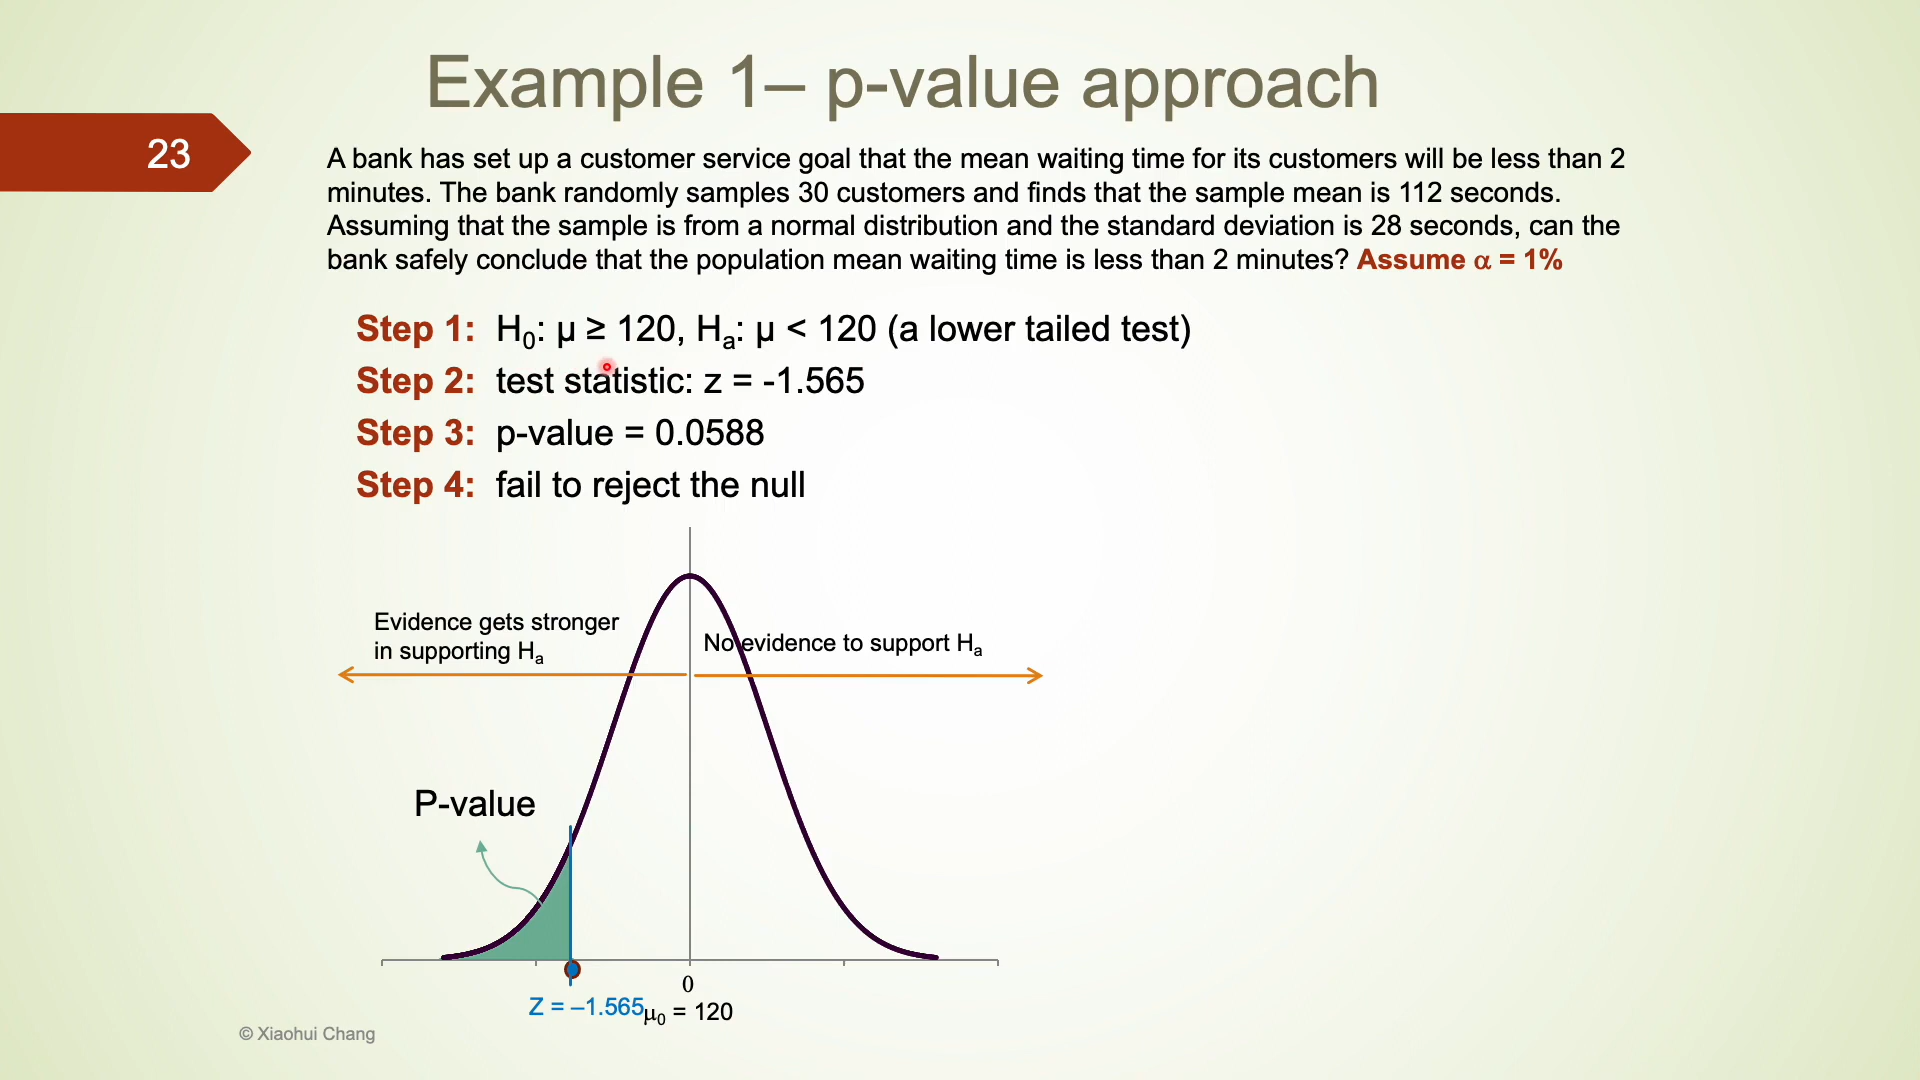 Example 1– p-value approach
23
A bank has set up a customer service goal that the mean waiting time for its customers will be less than 2
minutes. The bank randomly samples 30 customers and finds that the sample mean is 112 seconds.
Assuming that the sample is from a normal distribution and the standard deviation is 28 seconds, can the
bank safely conclude that the population mean waiting time is less than 2 minutes? Assume α = 1%
Step 1: H₀: μ ≥ 120, Hₐ: μ < 120 (a lower tailed test)
Step 2: test statistic: z = -1.565
Step 3: p-value = 0.0588
Step 4: fail to reject the null
Evidence gets stronger
in supporting Hₐ
No evidence to support Hₐ
P-value
0
Z = –1.565
μ₀ = 120
© Xiaohui Chang